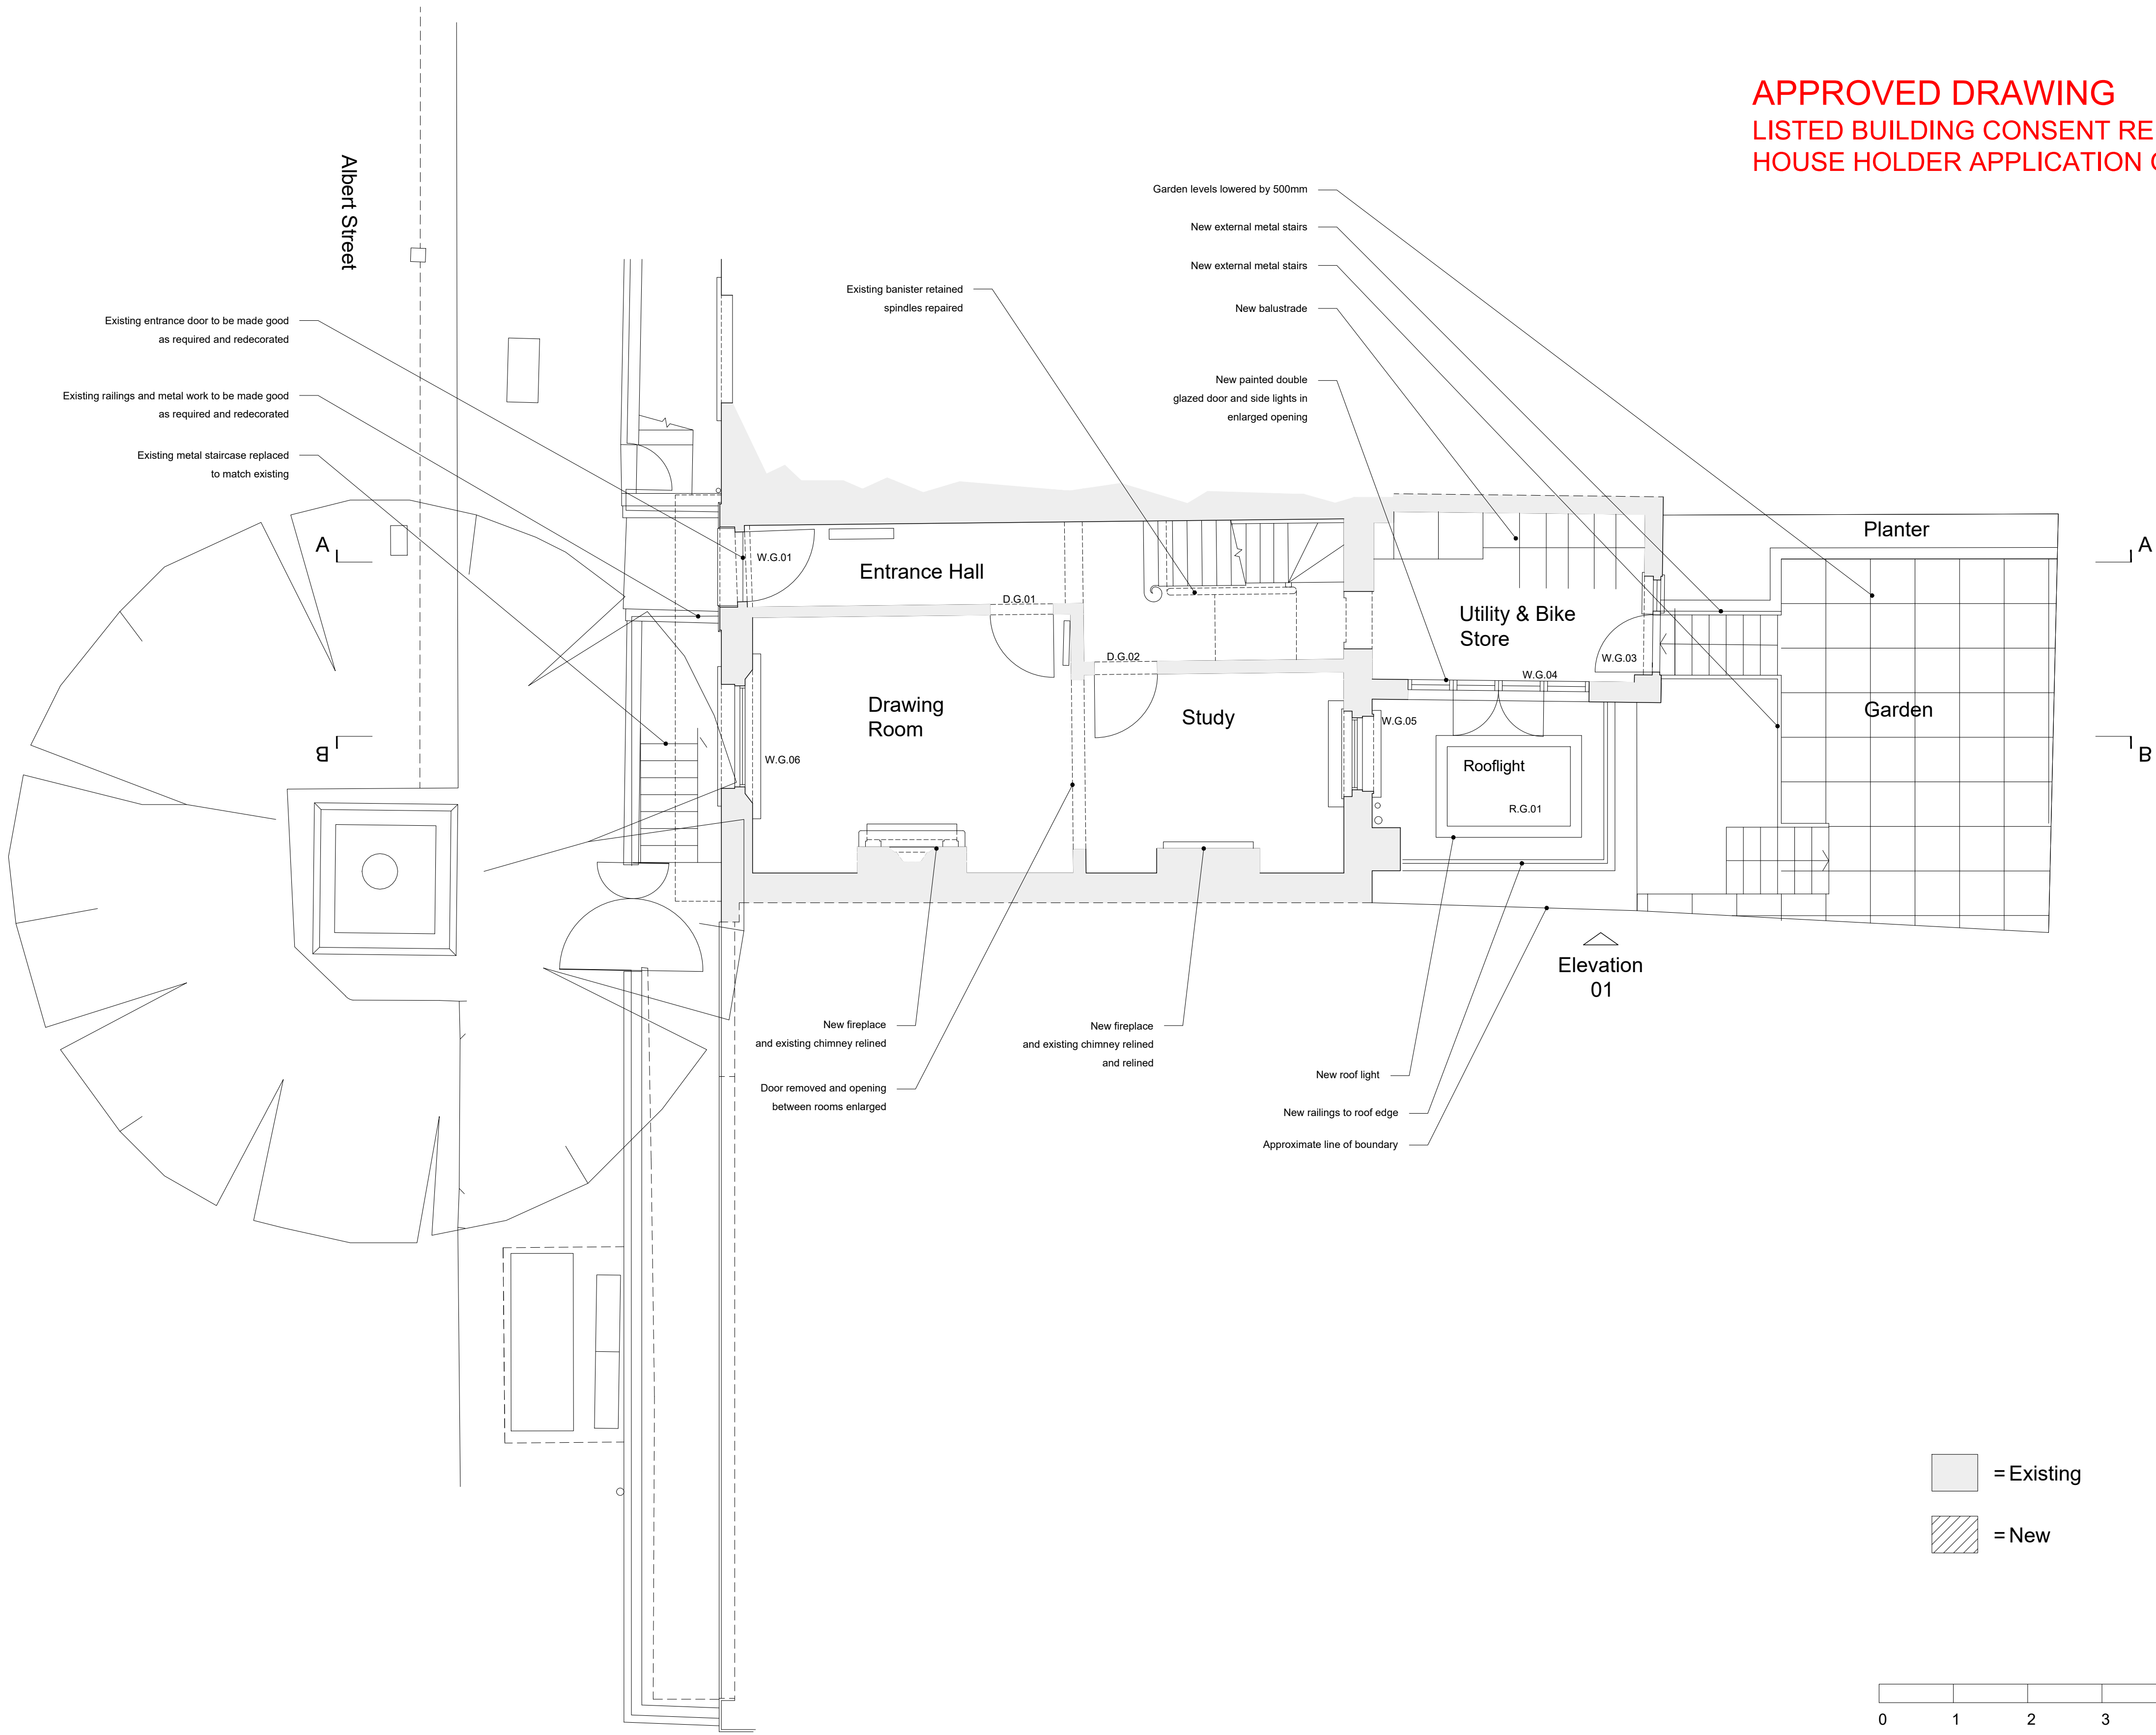 APPROVED DRAWING
LISTED BUILDING CONSENT RE
HOUSE HOLDER APPLICATION
Albert Street
Garden levels lowered by 500mm
New external metal stairs
New external metal stairs
Existing banister retained
spindles repaired
New balustrade
Existing entrance door to be made good
as required and redecorated
New painted double
glazed door and side lights in
enlarged opening
Existing railings and metal work to be made good
as required and redecorated
Existing metal staircase replaced
to match existing
A
A
B
B
W.G.01
Entrance Hall
D.G.01
D.G.02
Utility & Bike
Store
W.G.03
W.G.04
Planter
Garden
Drawing
Room
Study
W.G.05
W.G.06
Rooflight
R.G.01
Elevation
01
New fireplace
and existing chimney relined
Door removed and opening
between rooms enlarged
New fireplace
and existing chimney relined
and relined
New roof light
New railings to roof edge
Approximate line of boundary
= Existing
= New
0 1 2 3